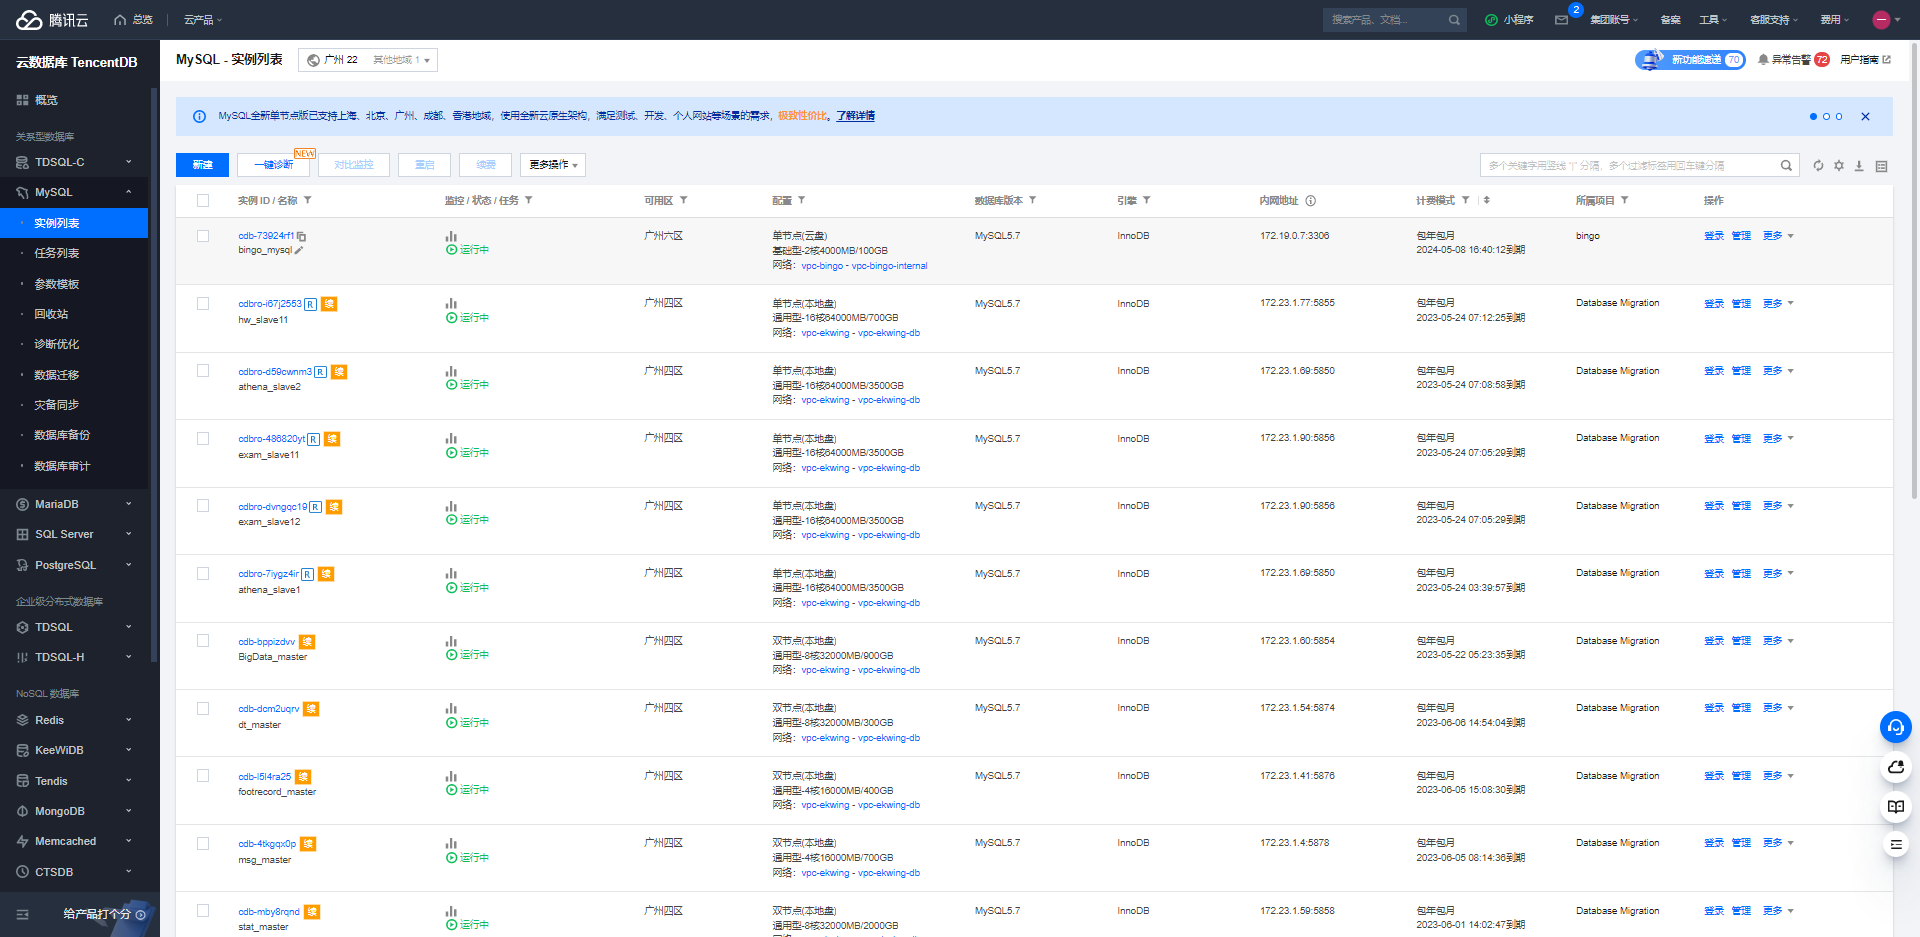 腾讯云
总览
云产品
搜索产品、文档...
小程序
2
集团账号
备案
工具
客服支持
费用
云数据库 TencentDB
概览
关系型数据库
TDSQL-C
MySQL
实例列表
任务列表
参数模板
回收站
诊断优化
数据迁移
灾备同步
数据库备份
数据库审计
MariaDB
SQL Server
PostgreSQL
企业级分布式数据库
TDSQL
TDSQL-H
NoSQL 数据库
Redis
KeeWiDB
Tendis
MongoDB
Memcached
CTSDB
给产品打个分
MySQL - 实例列表
广州 22 其他地域 1
新功能速递 70
异常告警 72
用户指南
MySQL全新单节点版已支持上海、北京、广州、成都、香港地域，使用全新云原生架构，满足测试、开发、个人网站等场景的需求，极致性价比。了解详情
新建
一键诊断
NEW
对比监控
重启
续费
更多操作
多个关键字用竖线 "|" 分隔，多个过滤标签用回车键分隔
实例 ID / 名称 监控 / 状态 / 任务 可用区 配置 数据库版本 引擎 内网地址 计费模式 所属项目 操作
cdb-73924rf1 广州六区 单节点(云盘) MySQL5.7 InnoDB 172.19.0.7:3306 包年包月 bingo 登录 管理 更多
bingo_mysql 运行中 基础型-2核4000MB/100GB 2024-05-08 16:40:12到期
网络：vpc-bingo - vpc-bingo-internal
cdbro-i67j2553 R 续 广州四区 单节点(本地盘) MySQL5.7 InnoDB 172.23.1.77:5855 包年包月 Database Migration 登录 管理 更多
hw_slave11 运行中 通用型-16核64000MB/700GB 2023-05-24 07:12:25到期
网络：vpc-ekwing - vpc-ekwing-db
cdbro-d59cwnm3 R 续 广州四区 单节点(本地盘) MySQL5.7 InnoDB 172.23.1.69:5850 包年包月 Database Migration 登录 管理 更多
athena_slave2 运行中 通用型-16核64000MB/3500GB 2023-05-24 07:08:58到期
网络：vpc-ekwing - vpc-ekwing-db
cdbro-486820yt R 续 广州四区 单节点(本地盘) MySQL5.7 InnoDB 172.23.1.90:5856 包年包月 Database Migration 登录 管理 更多
exam_slave11 运行中 通用型-16核64000MB/3500GB 2023-05-24 07:05:29到期
网络：vpc-ekwing - vpc-ekwing-db
cdbro-dvngqc19 R 续 广州四区 单节点(本地盘) MySQL5.7 InnoDB 172.23.1.90:5856 包年包月 Database Migration 登录 管理 更多
exam_slave12 运行中 通用型-16核64000MB/3500GB 2023-05-24 07:05:29到期
网络：vpc-ekwing - vpc-ekwing-db
cdbro-7iygz4ir R 续 广州四区 单节点(本地盘) MySQL5.7 InnoDB 172.23.1.69:5850 包年包月 Database Migration 登录 管理 更多
athena_slave1 运行中 通用型-16核64000MB/3500GB 2023-05-24 03:39:57到期
网络：vpc-ekwing - vpc-ekwing-db
cdb-bppizdvv 续 广州四区 双节点(本地盘) MySQL5.7 InnoDB 172.23.1.60:5854 包年包月 Database Migration 登录 管理 更多
BigData_master 运行中 通用型-8核32000MB/900GB 2023-05-22 05:23:35到期
网络：vpc-ekwing - vpc-ekwing-db
cdb-dcm2uqrv 续 广州四区 双节点(本地盘) MySQL5.7 InnoDB 172.23.1.54:5874 包年包月 Database Migration 登录 管理 更多
dt_master 运行中 通用型-8核32000MB/300GB 2023-06-06 14:54:04到期
网络：vpc-ekwing - vpc-ekwing-db
cdb-l5l4ra25 续 广州四区 双节点(本地盘) MySQL5.7 InnoDB 172.23.1.41:5876 包年包月 Database Migration 登录 管理 更多
footrecord_master 运行中 通用型-4核16000MB/400GB 2023-06-05 15:08:30到期
网络：vpc-ekwing - vpc-ekwing-db
cdb-4tkgqx0p 续 广州四区 双节点(本地盘) MySQL5.7 InnoDB 172.23.1.4:5878 包年包月 Database Migration 登录 管理 更多
msg_master 运行中 通用型-4核16000MB/700GB 2023-06-05 08:14:36到期
网络：vpc-ekwing - vpc-ekwing-db
cdb-mby8rqnd 续 广州四区 双节点(本地盘) MySQL5.7 InnoDB 172.23.1.59:5858 包年包月 Database Migration 登录 管理 更多
stat_master 运行中 通用型-8核32000MB/2000GB 2023-06-01 14:02:47到期